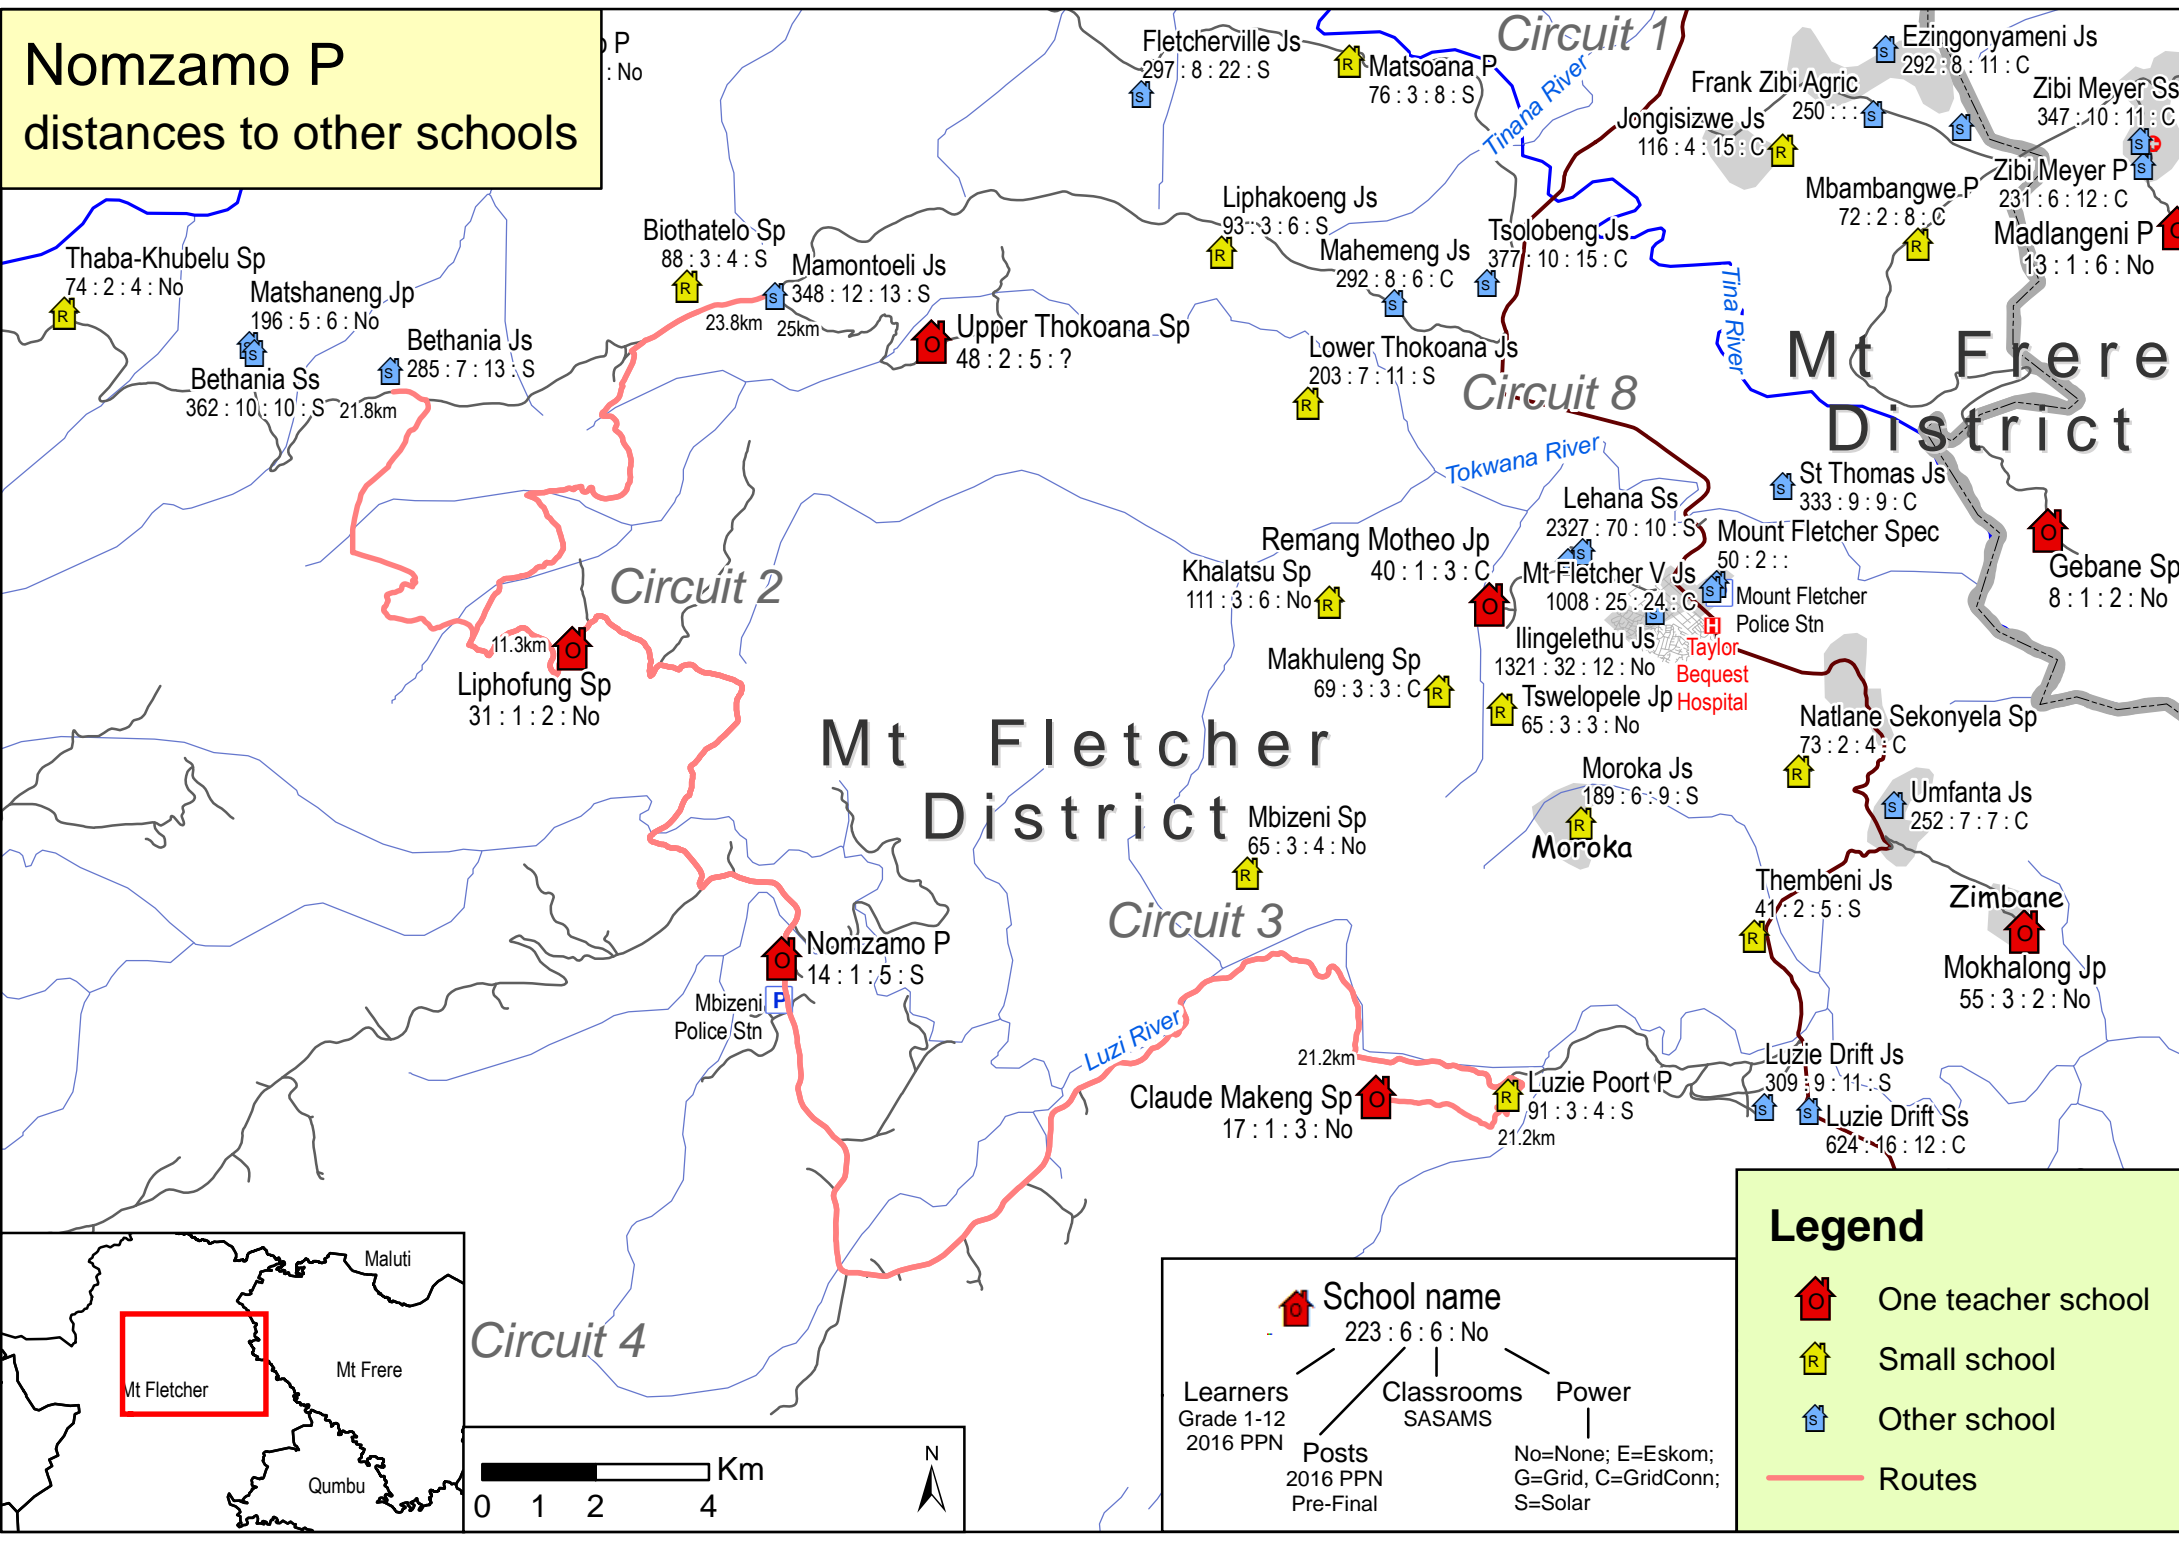 Nomzamo P
distances to other schools
P
: No
Fletcherville Js
297 : 8 : 22 : S
R
Matsoana P
76 : 3 : 8 : S
Circuit 1
Tinana River
Ezingonyameni Js
292 : 8 : 11 : C
Frank Zibi Agric
250 : : :
Zibi Meyer Ss
347 : 10 : 11 : C
Jongisizwe Js
116 : 4 : 15 : C
Zibi Meyer P
231 : 6 : 12 : C
Mbambangwe P
72 : 2 : 8 : C
Madlangeni P
13 : 1 : 6 : No
Liphakoeng Js
93 : 3 : 6 : S
Biothatelo Sp
88 : 3 : 4 : S
Mahemeng Js
292 : 8 : 6 : C
Tsolobeng Js
377 : 10 : 15 : C
Thaba-Khubelu Sp
74 : 2 : 4 : No
Mamontoeli Js
348 : 12 : 13 : S
Matshaneng Jp
196 : 5 : 6 : No
23.8km
25km
Upper Thokoana Sp
48 : 2 : 5 : ?
Bethania Js
285 : 7 : 13 : S
Lower Thokoana Js
203 : 7 : 11 : S
Tina River
Mt Frere
District
Bethania Ss
362 : 10 : 10 : S
21.8km
Circuit 8
Tokwana River
St Thomas Js
333 : 9 : 9 : C
Lehana Ss
2327 : 70 : 10 : S
Mount Fletcher Spec
50 : 2 : :
Remang Motheo Jp
40 : 1 : 3 : C
Khalatsu Sp
111 : 3 : 6 : No
Mt Fletcher V Js
1008 : 25 : 24 : C
Mount Fletcher
Police Stn
Gebane Sp
8 : 1 : 2 : No
Circuit 2
H
Ilingelethu Js
1321 : 32 : 12 : No
Taylor
Bequest
Hospital
11.3km
Liphofung Sp
31 : 1 : 2 : No
Makhuleng Sp
69 : 3 : 3 : C
Tswelopele Jp
65 : 3 : 3 : No
Natlane Sekonyela Sp
73 : 2 : 4 : C
Mt Fletcher
District
Moroka Js
189 : 6 : 9 : S
Moroka
Umfanta Js
252 : 7 : 7 : C
Mbizeni Sp
65 : 3 : 4 : No
Thembeni Js
41 : 2 : 5 : S
Zimbane
Circuit 3
Nomzamo P
14 : 1 : 5 : S
Mokhalong Jp
55 : 3 : 2 : No
Mbizeni
Police Stn
P
Luzi River
21.2km
Luzie Drift Js
309 : 9 : 11 : S
Claude Makeng Sp
17 : 1 : 3 : No
Luzie Poort P
91 : 3 : 4 : S
21.2km
Luzie Drift Ss
624 : 16 : 12 : C
Maluti
Mt Fletcher
Mt Frere
Qumbu
Circuit 4
Km
0 1 2 4
N
School name
223 : 6 : 6 : No
Learners
Grade 1-12
2016 PPN
Posts
2016 PPN
Pre-Final
Classrooms
SASAMS
Power
No=None; E=Eskom;
G=Grid, C=GridConn;
S=Solar
Legend
O One teacher school
R Small school
S Other school
Routes